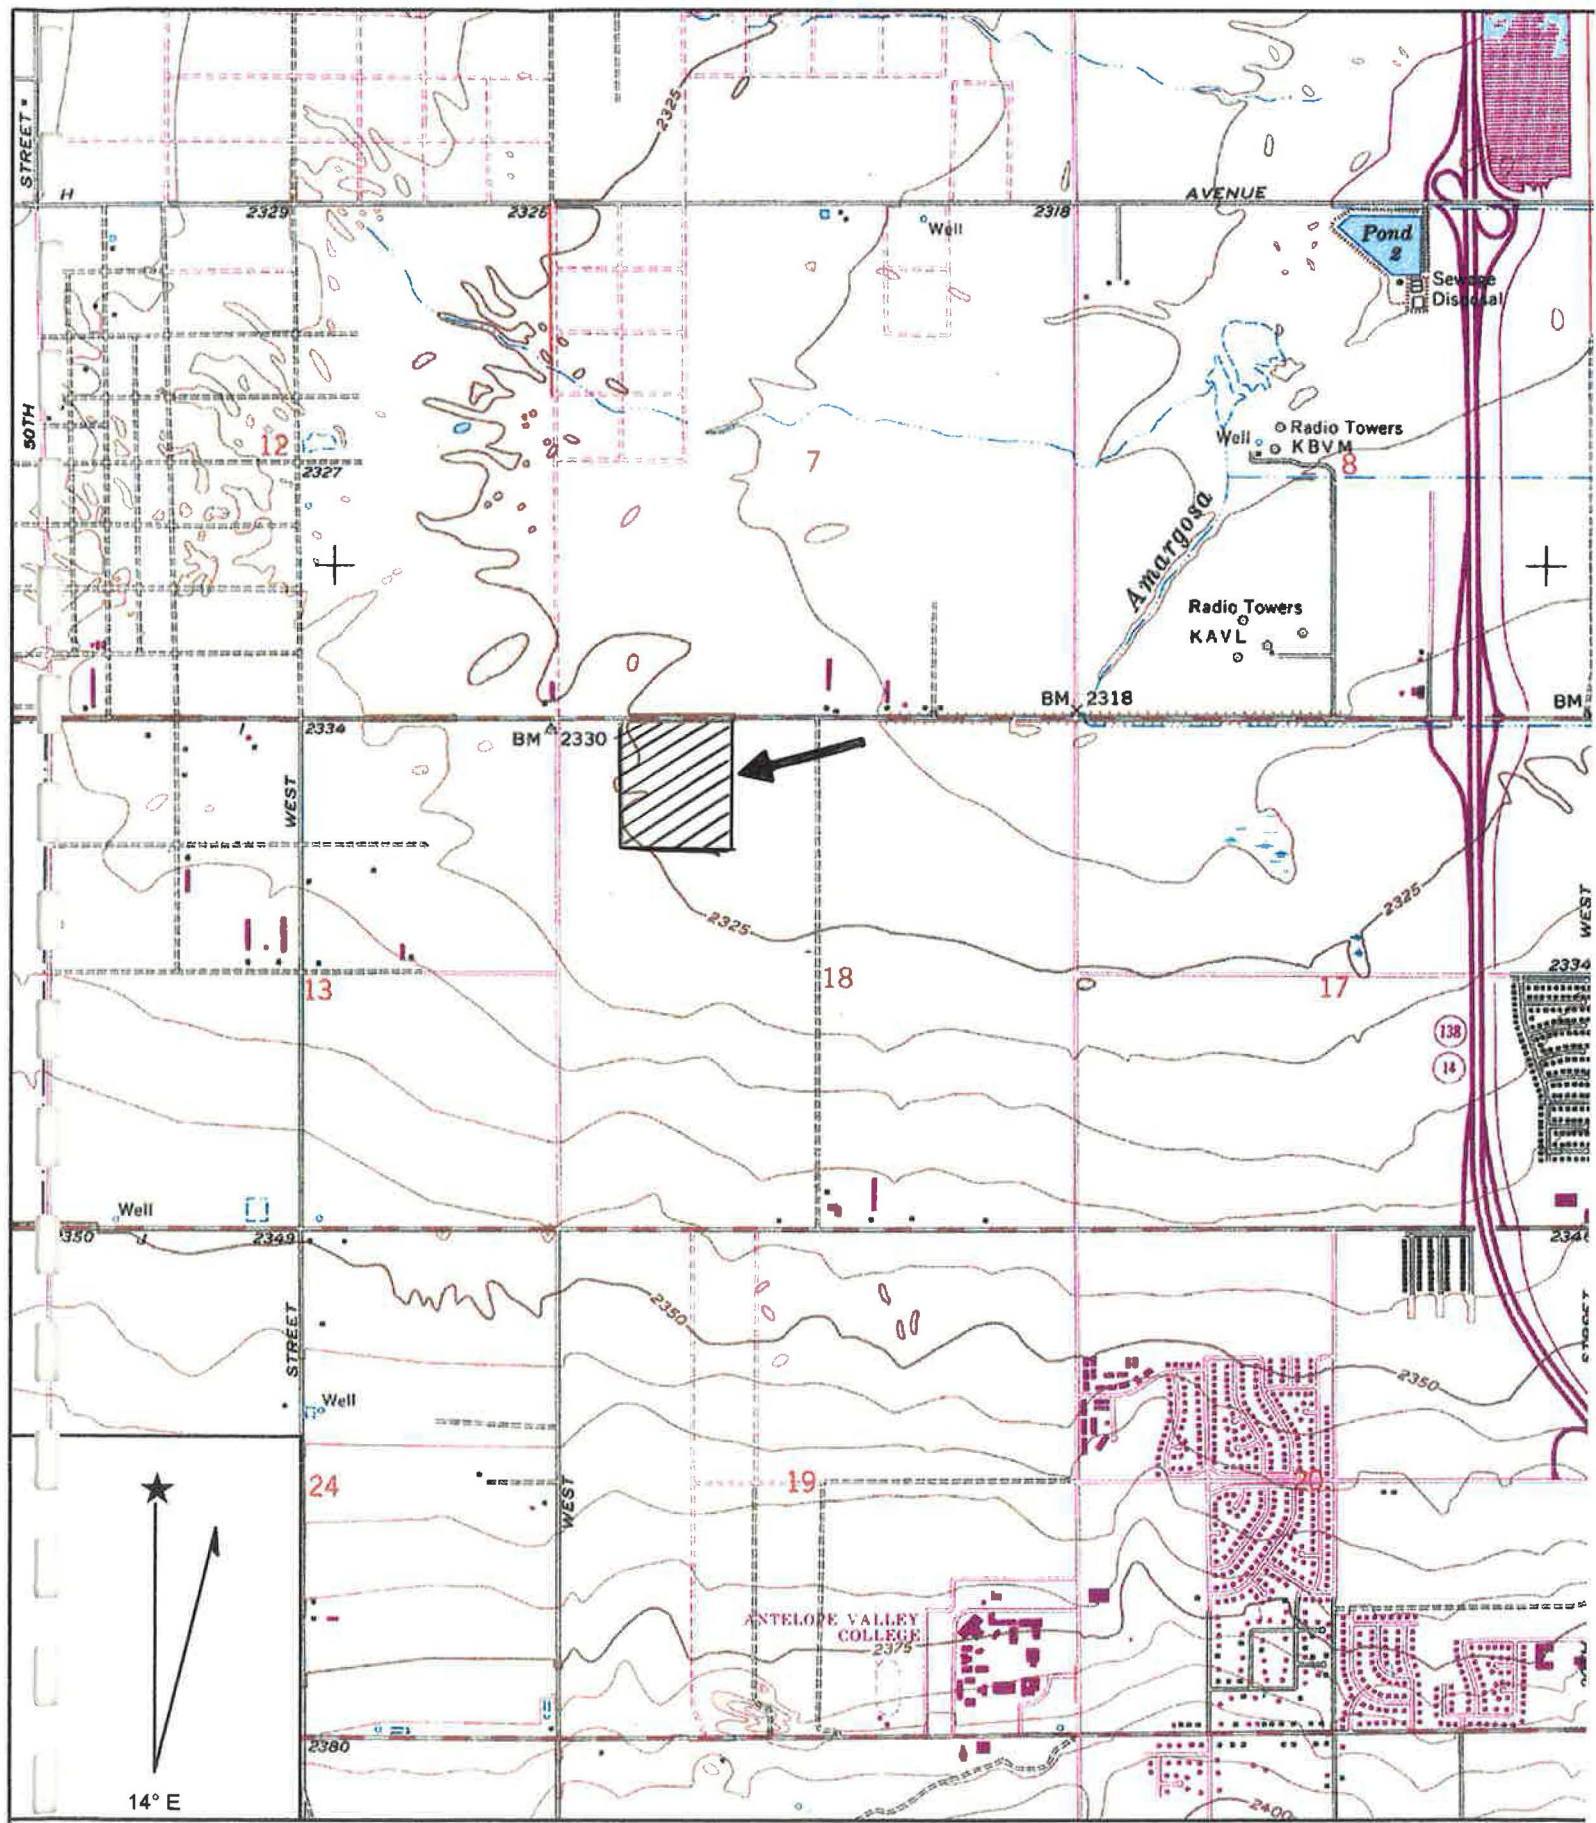 STREET
2325
H
2329
2326
2318
AVENUE
Well
Pond
2
Sewage
Disposal
50TH
12
2327
7
Radio Towers
KBVM
Well
8
Amargosa
Radio Towers
KAVL
BM 2318
BM
2334
BM 2330
WEST
2325
2325
WEST
2334
13
18
17
138
14
Well
2349
STREET
2350
2350
STREET
Well
24
19
20
WEST
ANTELOPE VALLEY
COLLEGE
2375
2380
14° E
2400